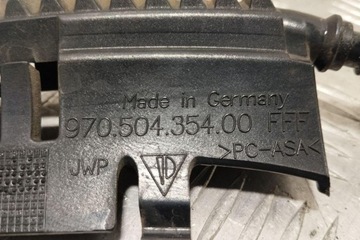 Made in Germany
970.504.354.00 FFF
>PC-ASA<
JWP